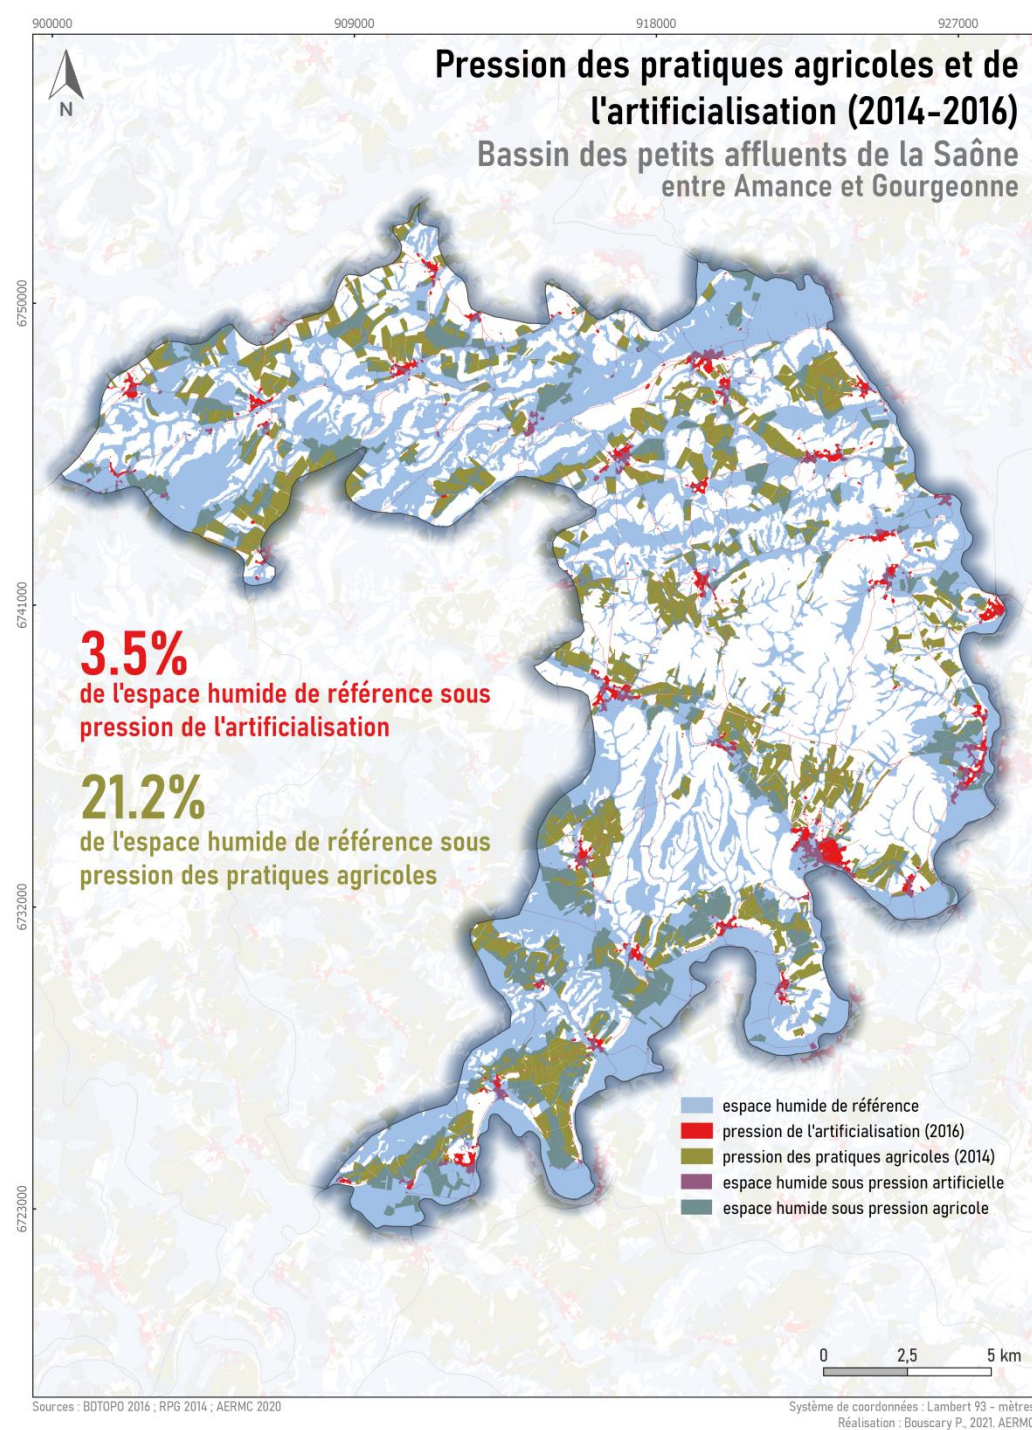 900000
909000
918000
927000
N
Pression des pratiques agricoles et de
l'artificialisation (2014-2016)
Bassin des petits affluents de la Saône
entre Amance et Gourgeonne
6750000
6741000
6732000
6723000
3.5%
de l'espace humide de référence sous
pression de l'artificialisation
21.2%
de l'espace humide de référence sous
pression des pratiques agricoles
espace humide de référence
pression de l'artificialisation (2016)
pression des pratiques agricoles (2014)
espace humide sous pression artificielle
espace humide sous pression agricole
0 2,5 5 km
Sources : BDTOPO 2016 ; RPG 2014 ; AERMC 2020
Système de coordonnées : Lambert 93 - mètres
Réalisation : Bouscary P., 2021. AERMC